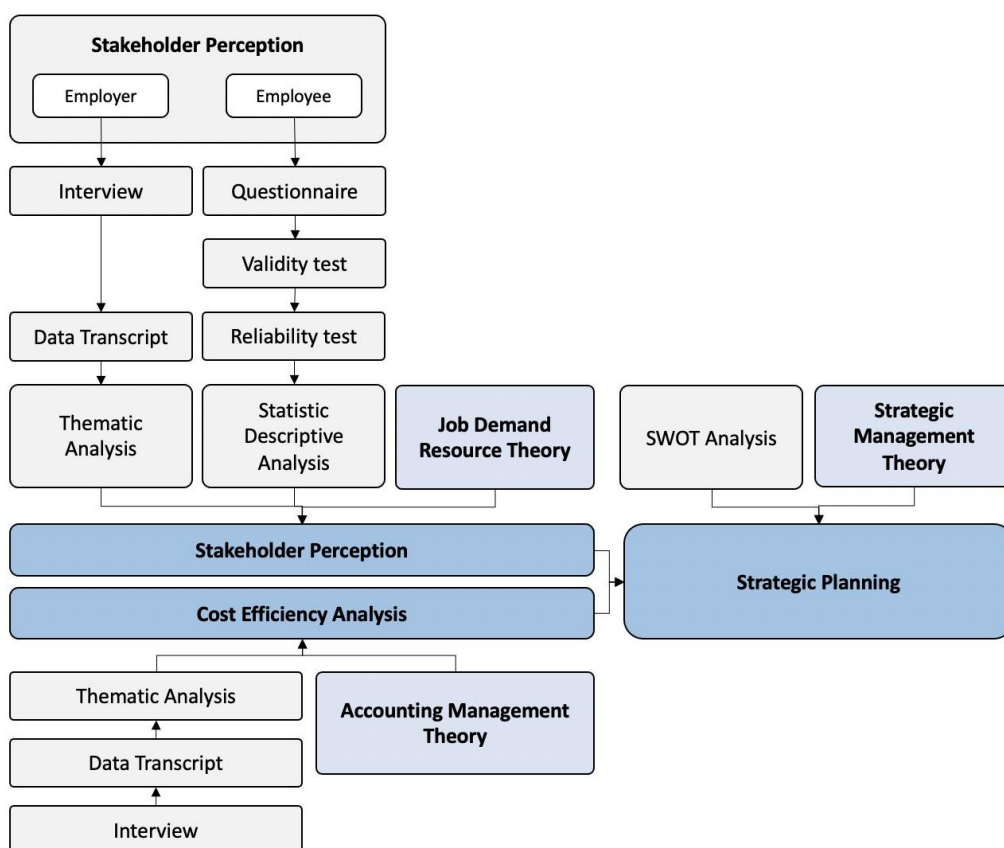 Stakeholder Perception
Employer
Employee
Interview
Questionnaire
Validity test
Data Transcript
Reliability test
Thematic
Analysis
Statistic
Descriptive
Analysis
Job Demand
Resource Theory
SWOT Analysis
Strategic
Management
Theory
Stakeholder Perception
Strategic Planning
Cost Efficiency Analysis
Thematic Analysis
Accounting Management
Theory
Data Transcript
Interview